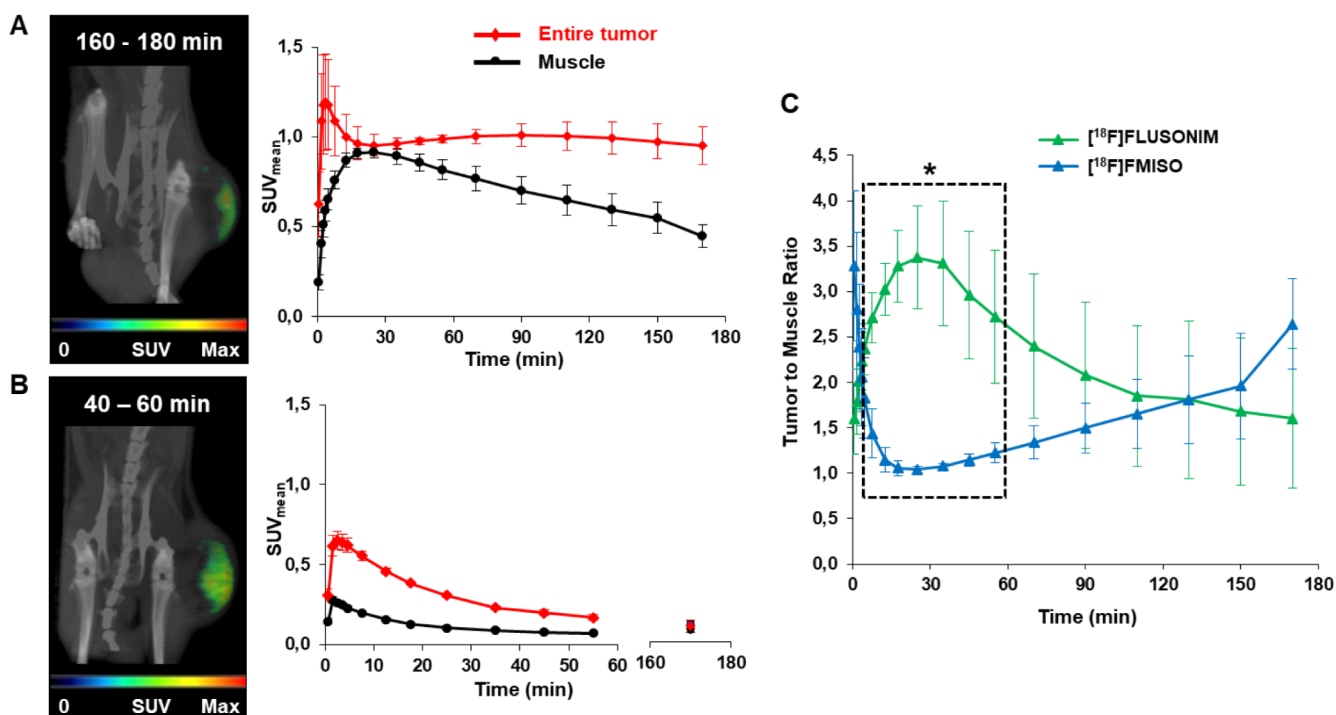 A
160 - 180 min
0 SUV Max
Entire tumor
Muscle
SUVmean
1,5
1,0
0,5
0,0
0 30 60 90 120 150 180
Time (min)
B
40 – 60 min
0 SUV Max
SUVmean
1,5
1,0
0,5
0,0
0 10 20 30 40 50 60
160 180
Time (min)
C
[18F]FLUSONIM
[18F]FMISO
*
Tumor to Muscle Ratio
4,5
4,0
3,5
3,0
2,5
2,0
1,5
1,0
0,5
0,0
0 30 60 90 120 150 180
Time (min)